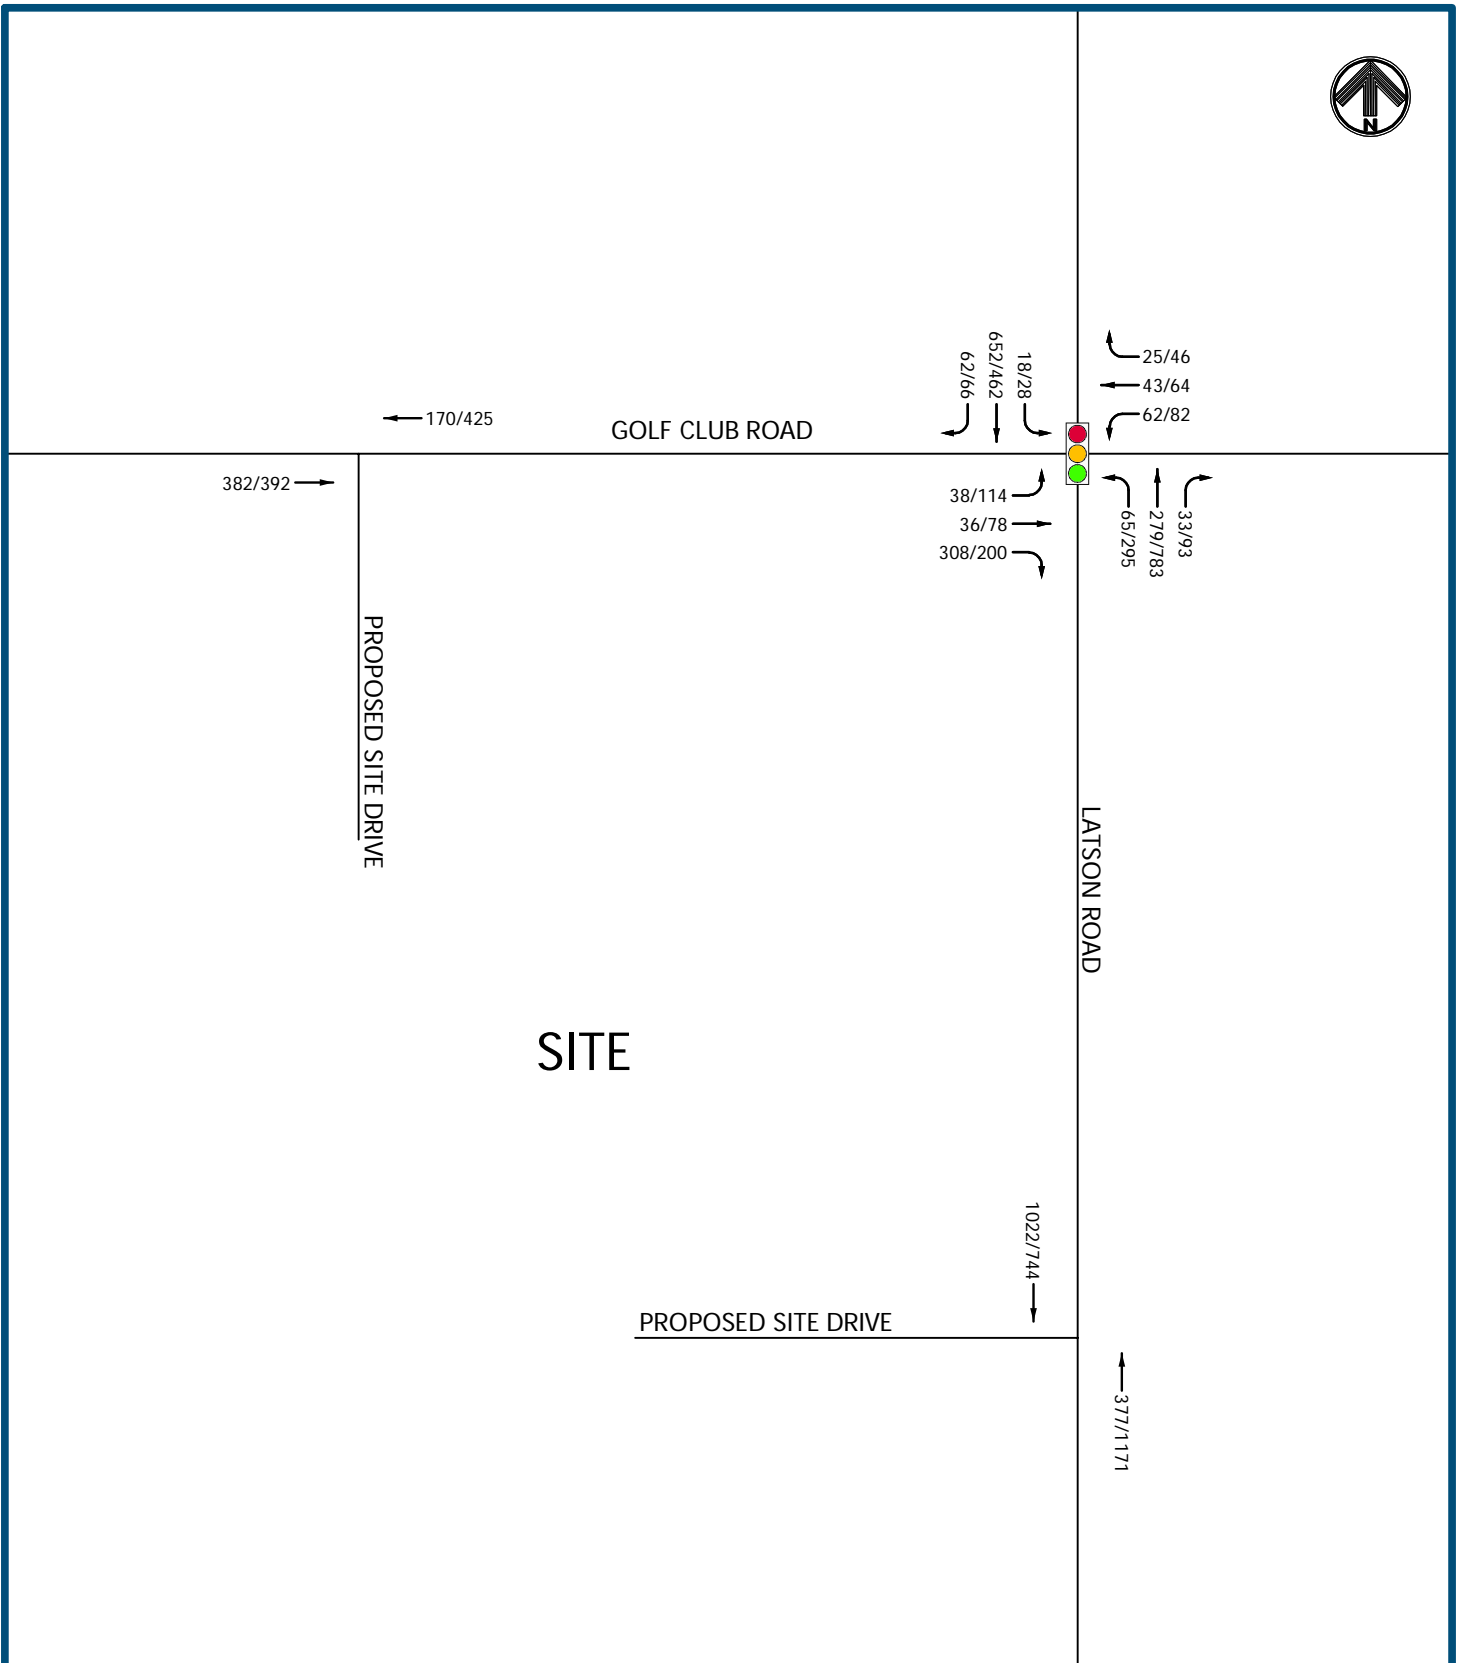 N
25/46
43/64
62/82
62/66
652/462
18/28
170/425
GOLF CLUB ROAD
382/392
38/114
36/78
308/200
65/295
279/783
33/93
PROPOSED SITE DRIVE
LATSON ROAD
SITE
1022/744
PROPOSED SITE DRIVE
377/1171